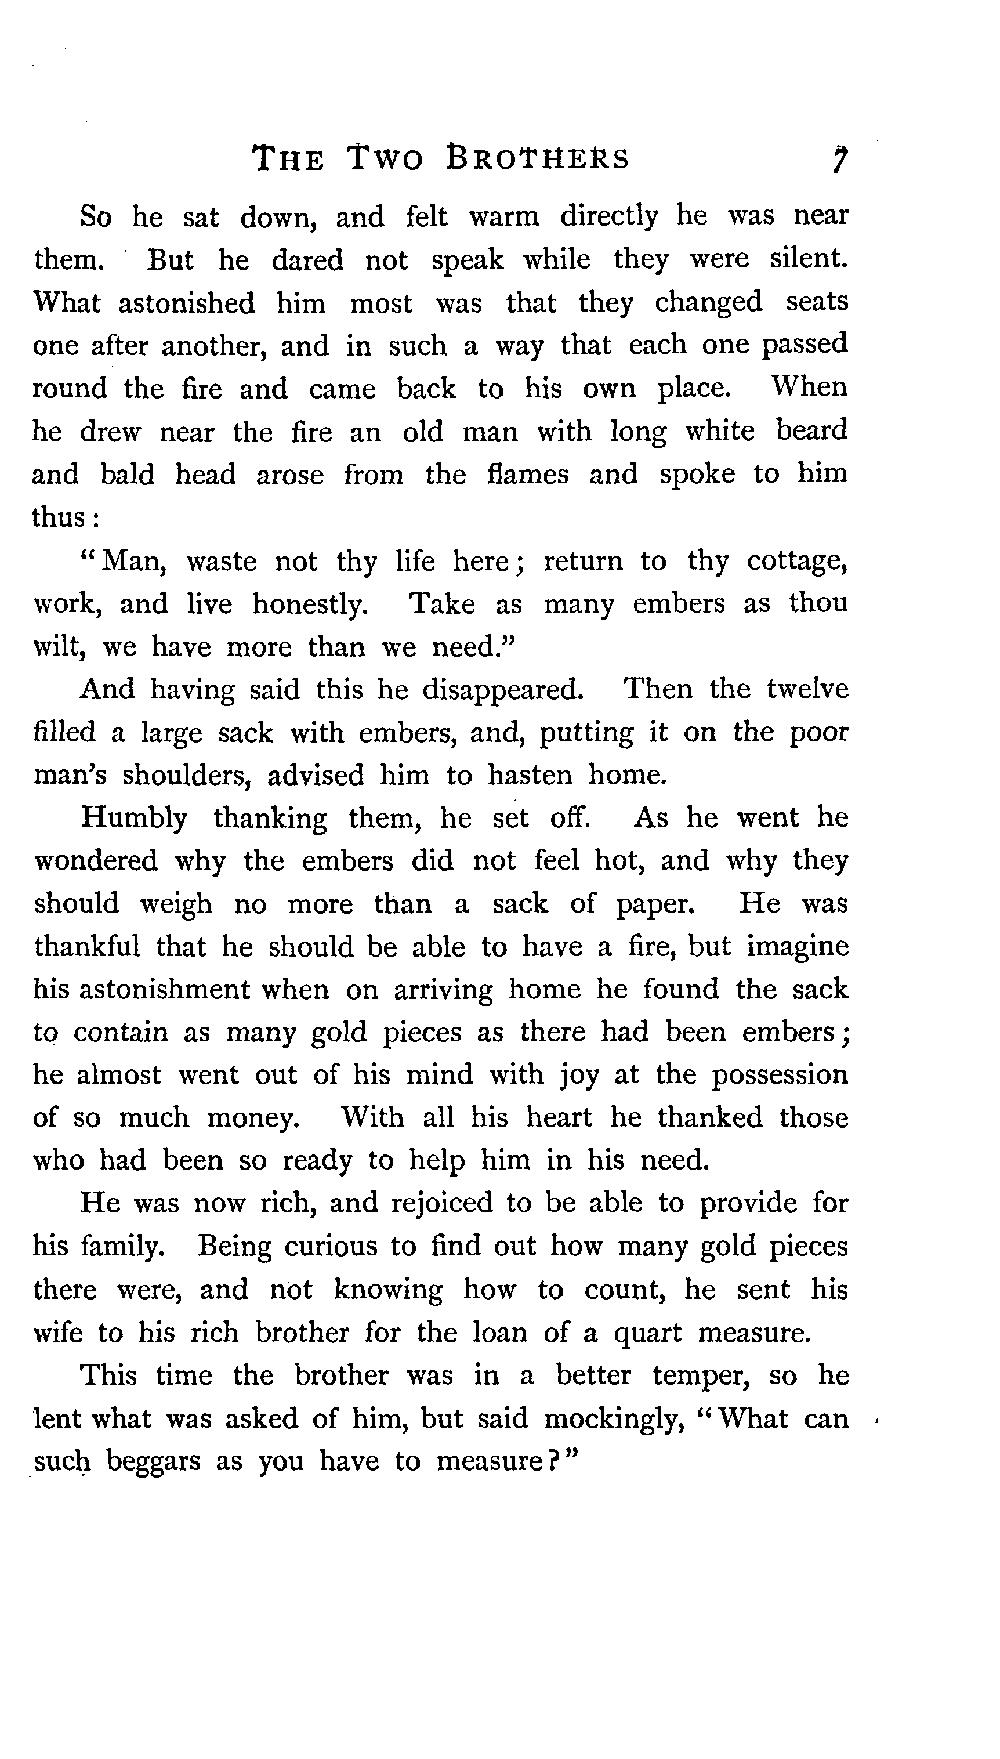 THE TWO BROTHERS 7
So he sat down, and felt warm directly he was near
them. But he dared not speak while they were silent.
What astonished him most was that they changed seats
one after another, and in such a way that each one passed
round the fire and came back to his own place. When
he drew near the fire an old man with long white beard
and bald head arose from the flames and spoke to him
thus :
“Man, waste not thy life here ; return to thy cottage,
work, and live honestly. Take as many embers as thou
wilt, we have more than we need.”
And having said this he disappeared. Then the twelve
filled a large sack with embers, and, putting it on the poor
man’s shoulders, advised him to hasten home.
Humbly thanking them, he set off. As he went he
wondered why the embers did not feel hot, and why they
should weigh no more than a sack of paper. He was
thankful that he should be able to have a fire, but imagine
his astonishment when on arriving home he found the sack
to contain as many gold pieces as there had been embers ;
he almost went out of his mind with joy at the possession
of so much money. With all his heart he thanked those
who had been so ready to help him in his need.
He was now rich, and rejoiced to be able to provide for
his family. Being curious to find out how many gold pieces
there were, and not knowing how to count, he sent his
wife to his rich brother for the loan of a quart measure.
This time the brother was in a better temper, so he
lent what was asked of him, but said mockingly, “What can
such beggars as you have to measure?”